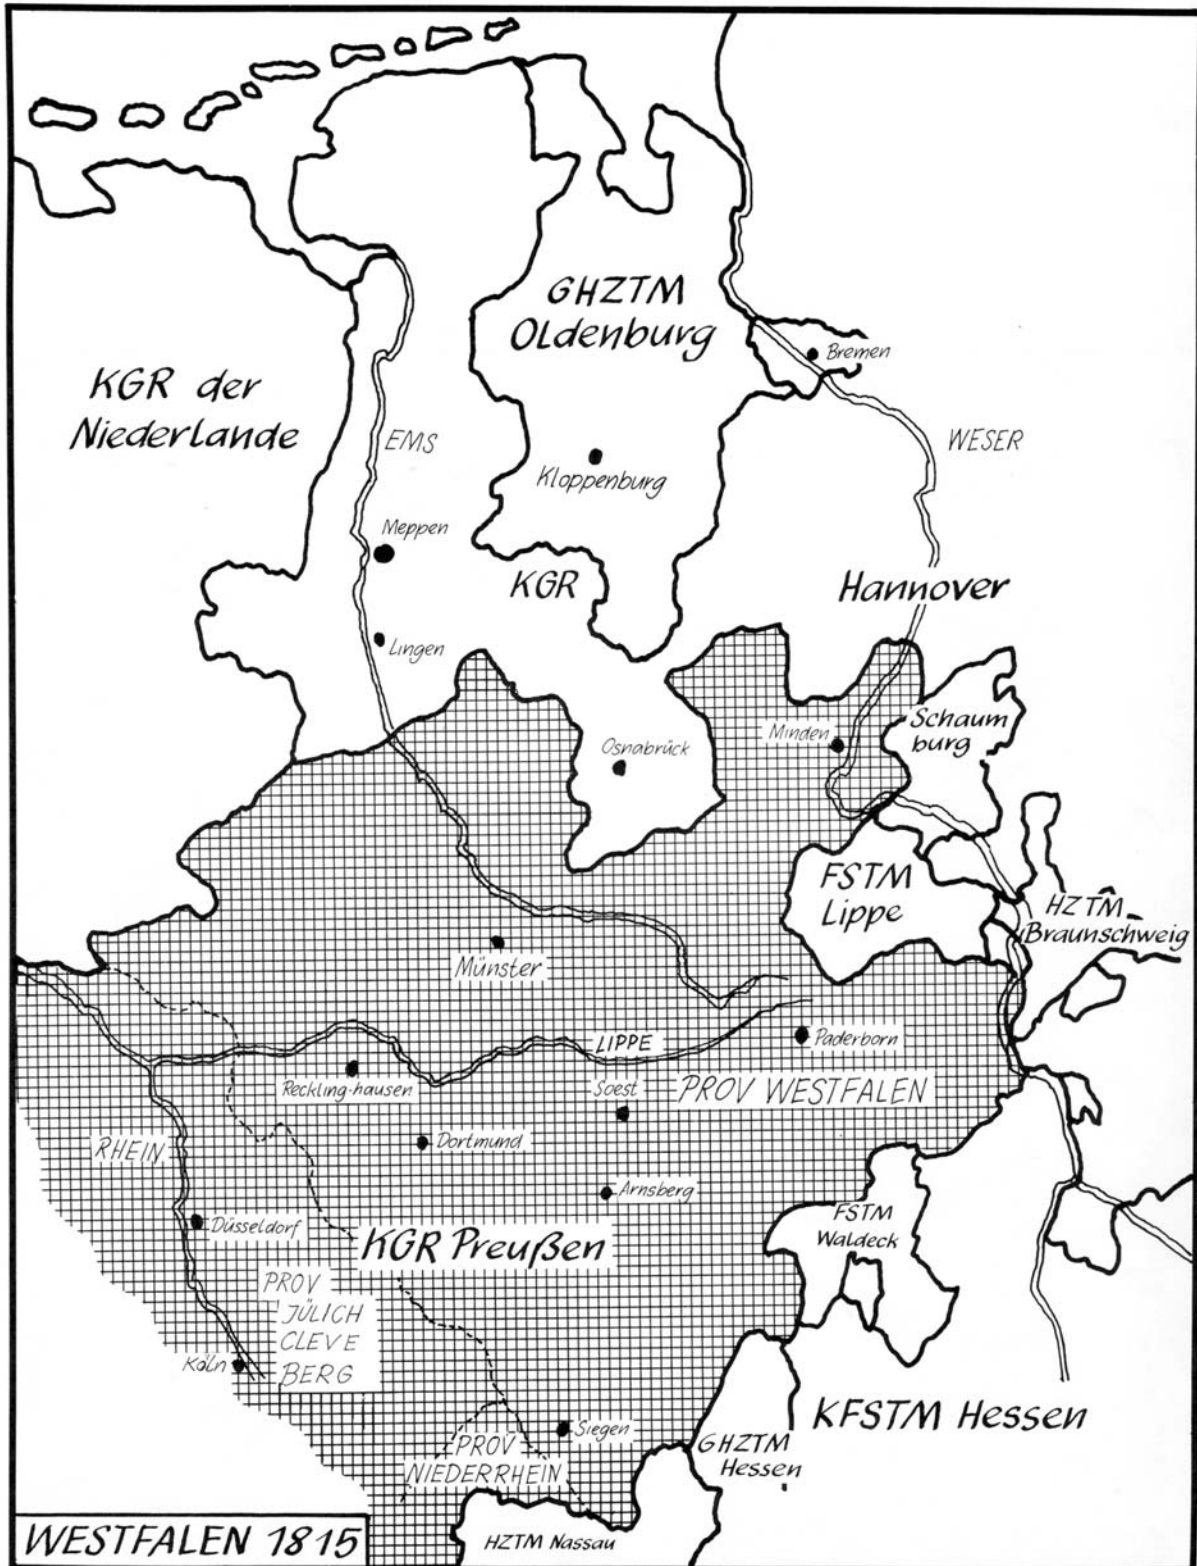 GHZTM
Oldenburg
Bremen
KGR der
Niederlande
EMS
WESER
Kloppenburg
Meppen
KGR
Hannover
Lingen
Schaum
burg
Minden
Osnabrück
FSTM
Lippe
HZTM
Braunschweig
Münster
LIPPE
Paderborn
Reckling-hausen
Soest
PROV WESTFALEN
RHEIN
Dortmund
Arnsberg
Düsseldorf
KGR Preußen
FSTM
Waldeck
PROV
JÜLICH
CLEVE
BERG
Köln
KFSTM Hessen
Siegen
PROV
NIEDERRHEIN
GHZTM
Hessen
WESTFALEN 1815
HZTM Nassau